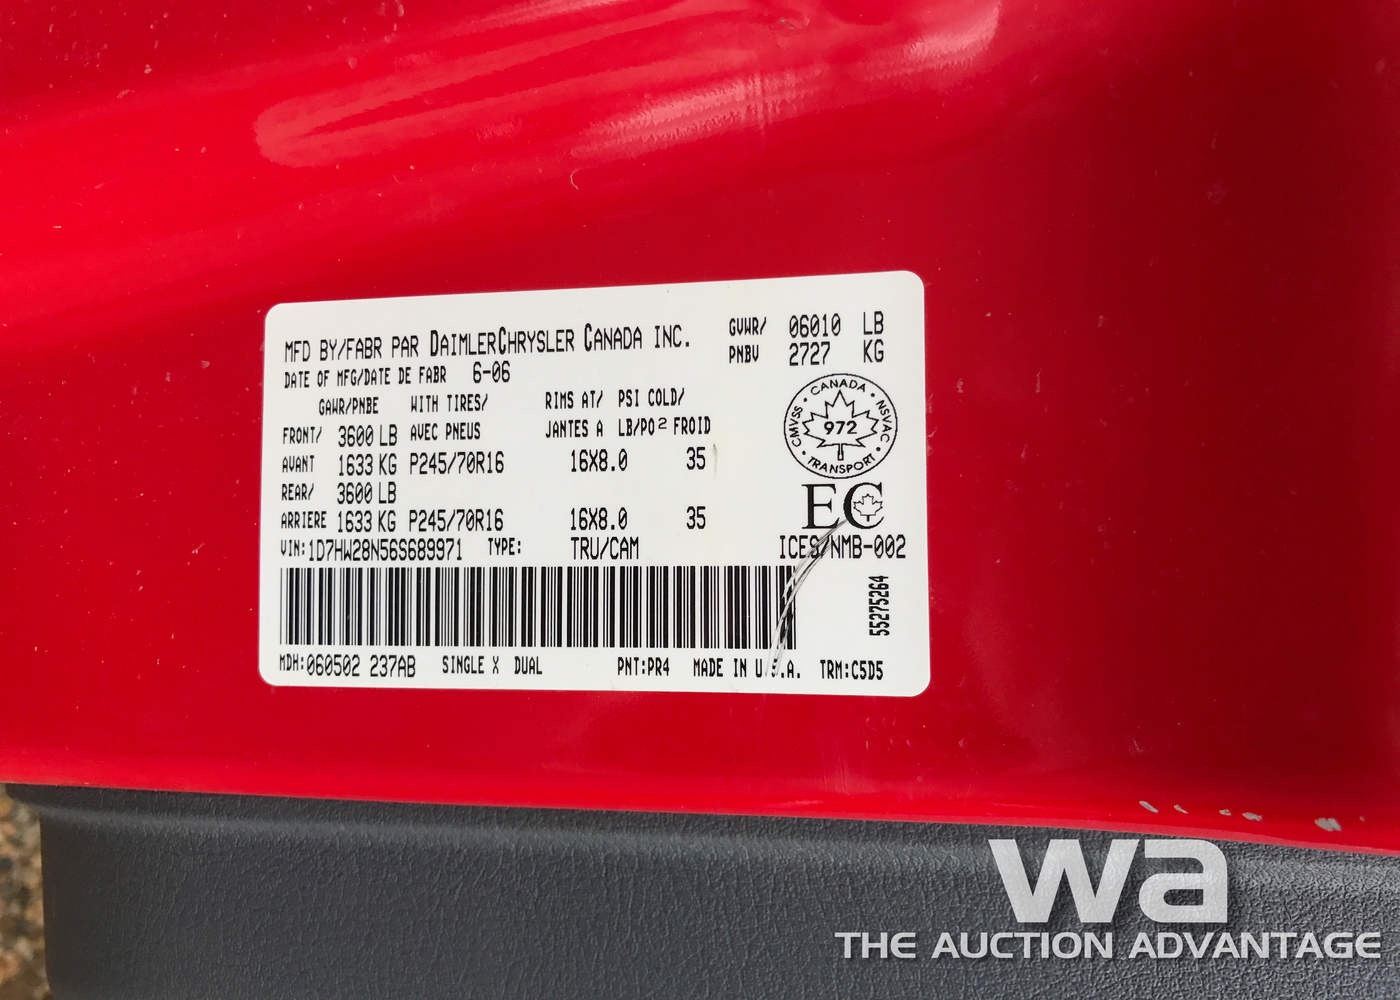 MFD BY/FABR PAR DAIMLERCHRYSLER CANADA INC.
DATE OF MFG/DATE DE FABR 6-06
GVWR/ 06010 LB
PNBV 2727 KG
GAWR/PNBE WITH TIRES/ RIMS AT/ PSI COLD/
FRONT/ 3600 LB AVEC PNEUS JANTES A LB/PO² FROID
AVANT 1633 KG P245/70R16 16X8.0 35
REAR/ 3600 LB
ARRIERE 1633 KG P245/70R16 16X8.0 35
CANADA · NSVAC · TRANSPORT · CMVSS ·
972
EC
VIN: 1D7HW28N56S689971 TYPE: TRU/CAM ICES/NMB-002
55275264
MDH: 060502 237AB SINGLE X DUAL PNT:PR4 MADE IN U.S.A. TRM:C5D5
wa
THE AUCTION ADVANTAGE